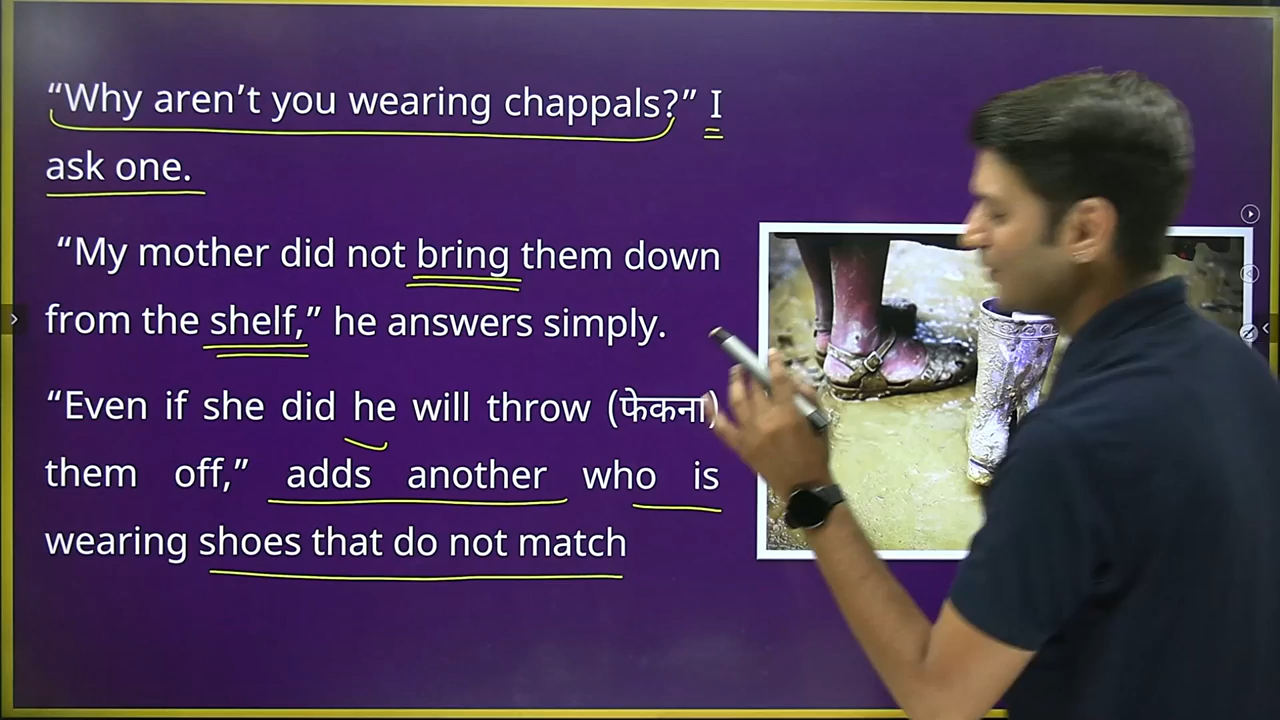 “Why aren’t you wearing chappals?” I
ask one.
“My mother did not bring them down
from the shelf,” he answers simply.
“Even if she did he will throw (फेकना)
them off,” adds another who is
wearing shoes that do not match